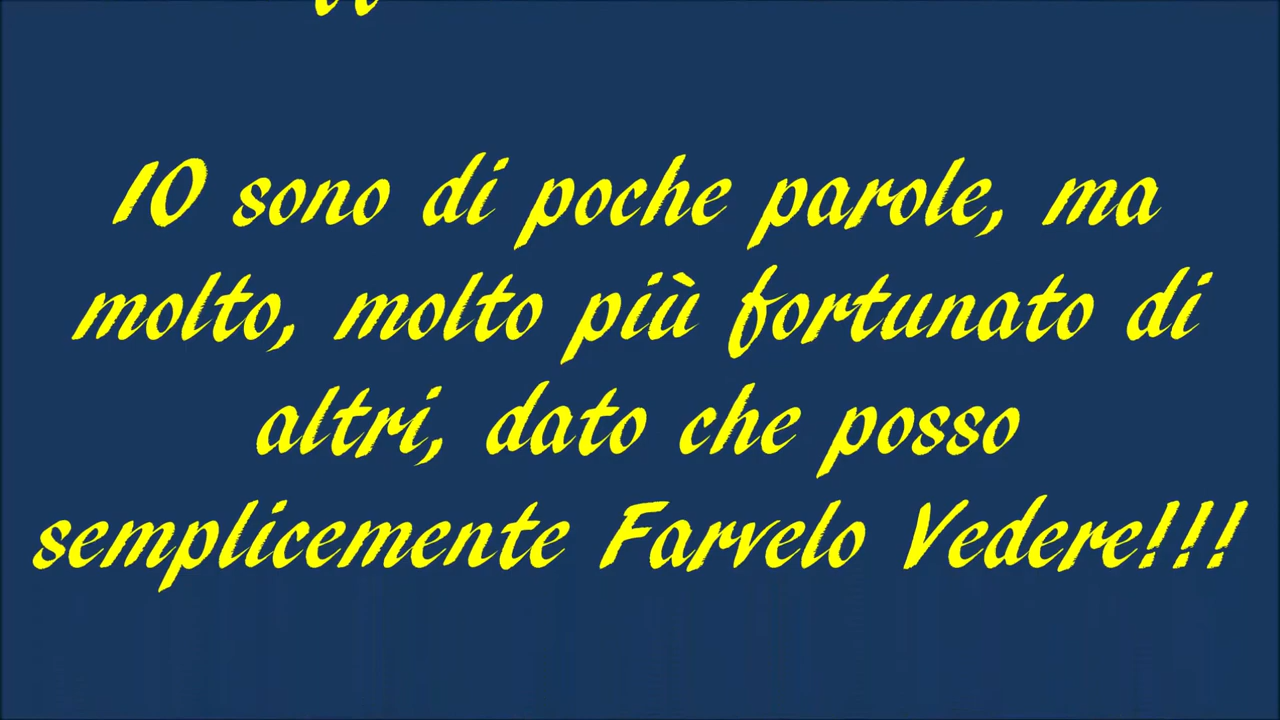 IO sono di poche parole, ma
molto, molto più fortunato di
altri, dato che posso
semplicemente Farvelo Vedere!!!